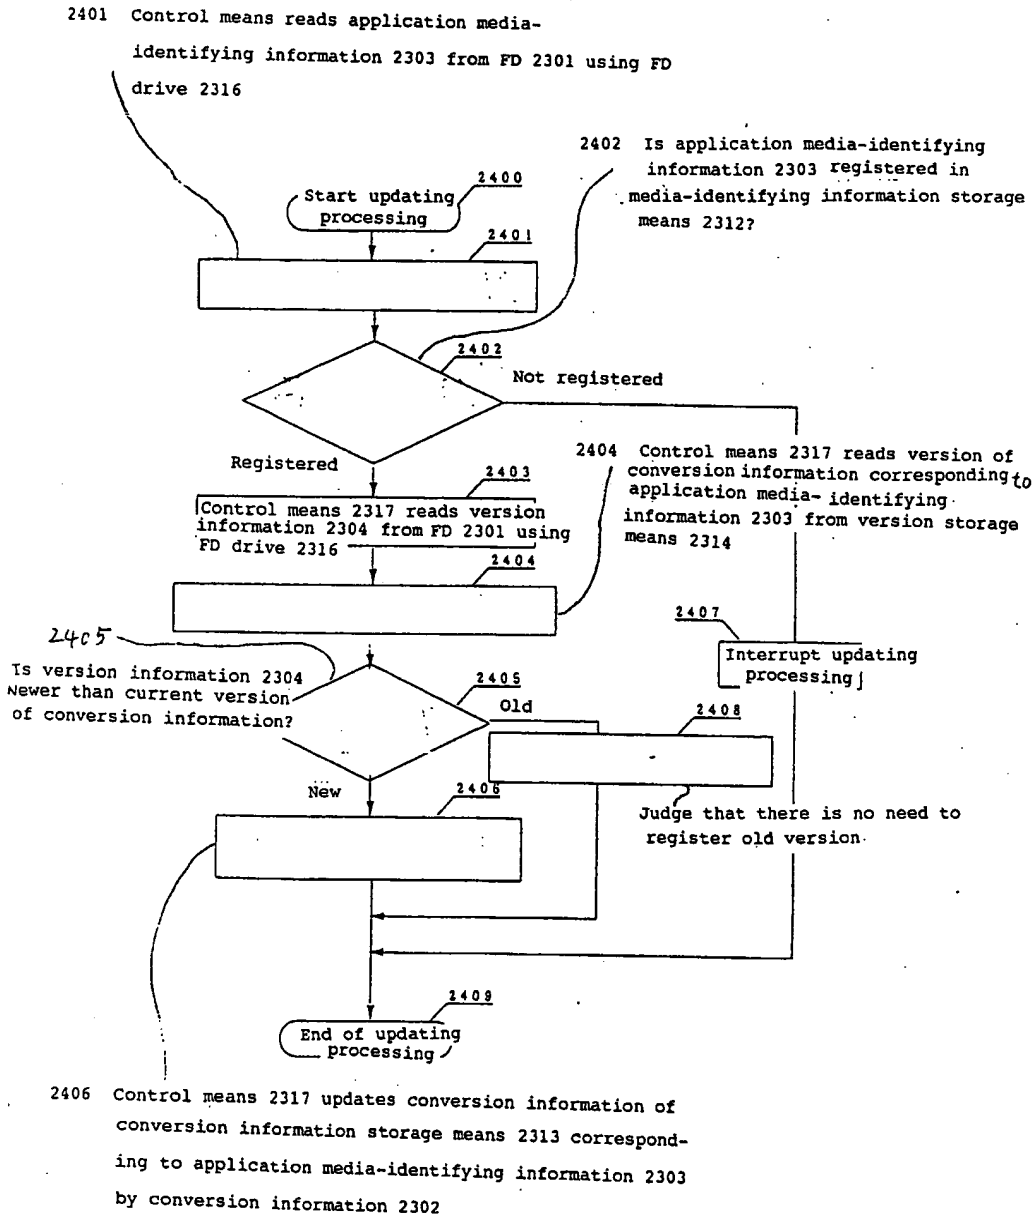 2401 Control means reads application media-
identifying information 2303 from FD 2301 using FD
drive 2316
2402 Is application media-identifying
information 2303 registered in
media-identifying information storage
means 2312?
2400
Start updating
processing
2401
2402
Not registered
Registered
2403
Control means 2317 reads version
information 2304 from FD 2301 using
FD drive 2316
2404 Control means 2317 reads version of
conversion information corresponding to
application media- identifying
information 2303 from version storage
means 2314
2404
2405
Is version information 2304
Newer than current version
of conversion information?
2405
Old
2407
Interrupt updating
processing
2408
Judge that there is no need to
register old version
New
2406
2409
End of updating
processing
2406 Control means 2317 updates conversion information of
conversion information storage means 2313 correspond-
ing to application media-identifying information 2303
by conversion information 2302